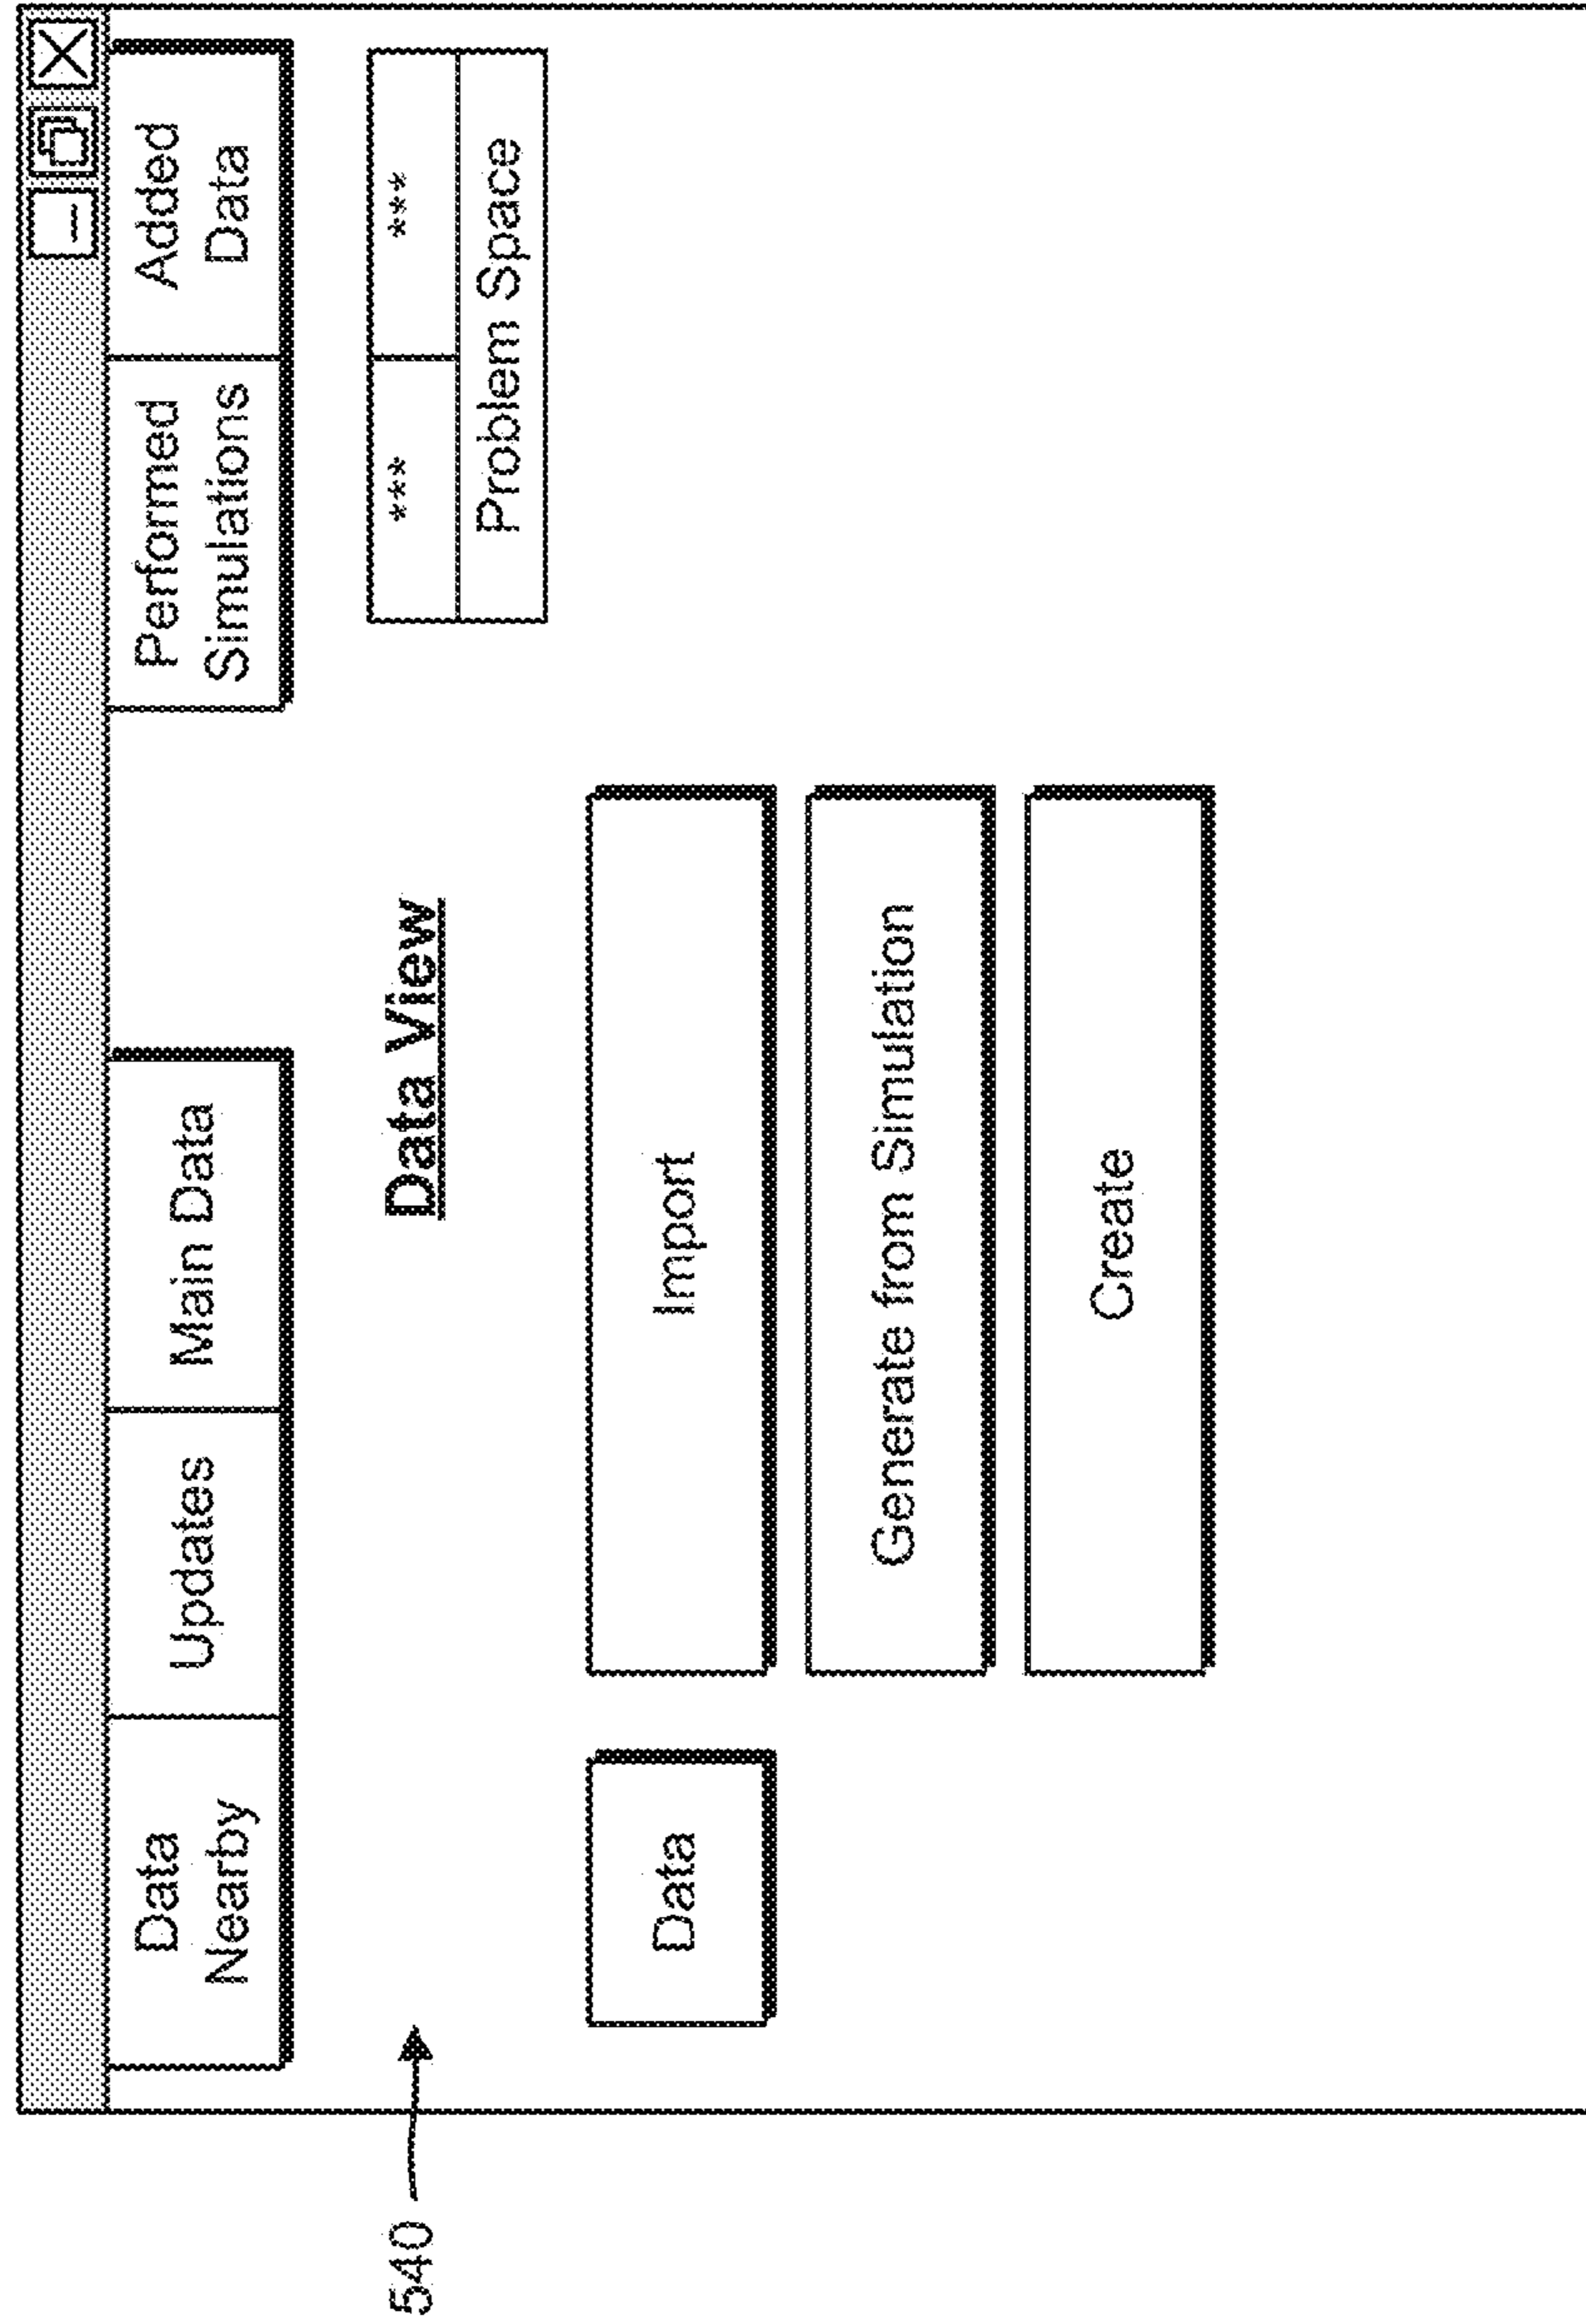 Data
Nearby
Updates
Main Data
Performed
Simulations
Added
Data
540
Data View
***
***
Problem Space
Data
Import
Generate from Simulation
Create